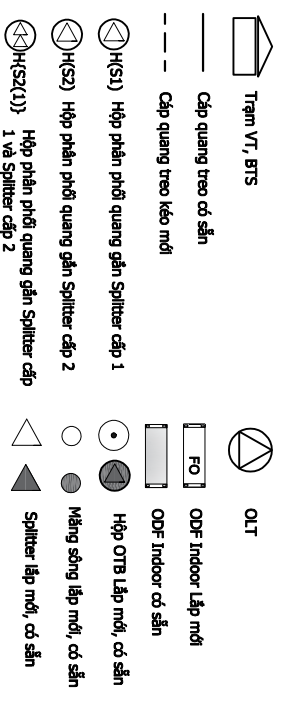 Trạm VT, BTS
Cáp quang treo có sẵn
Cáp quang treo kéo mới
H(S1) Hộp phân phối quang gắn Splitter cấp 1
H(S2) Hộp phân phối quang gắn Splitter cấp 2
H{S2(1)} Hộp phân phối quang gắn Splitter cấp
1 và Splitter cấp 2
OLT
FO ODF Indoor Lắp mới
ODF Indoor có sẵn
Hộp OTB Lắp mới, có sẵn
Măng sông lắp mới, có sẵn
Splitter lắp mới, có sẵn